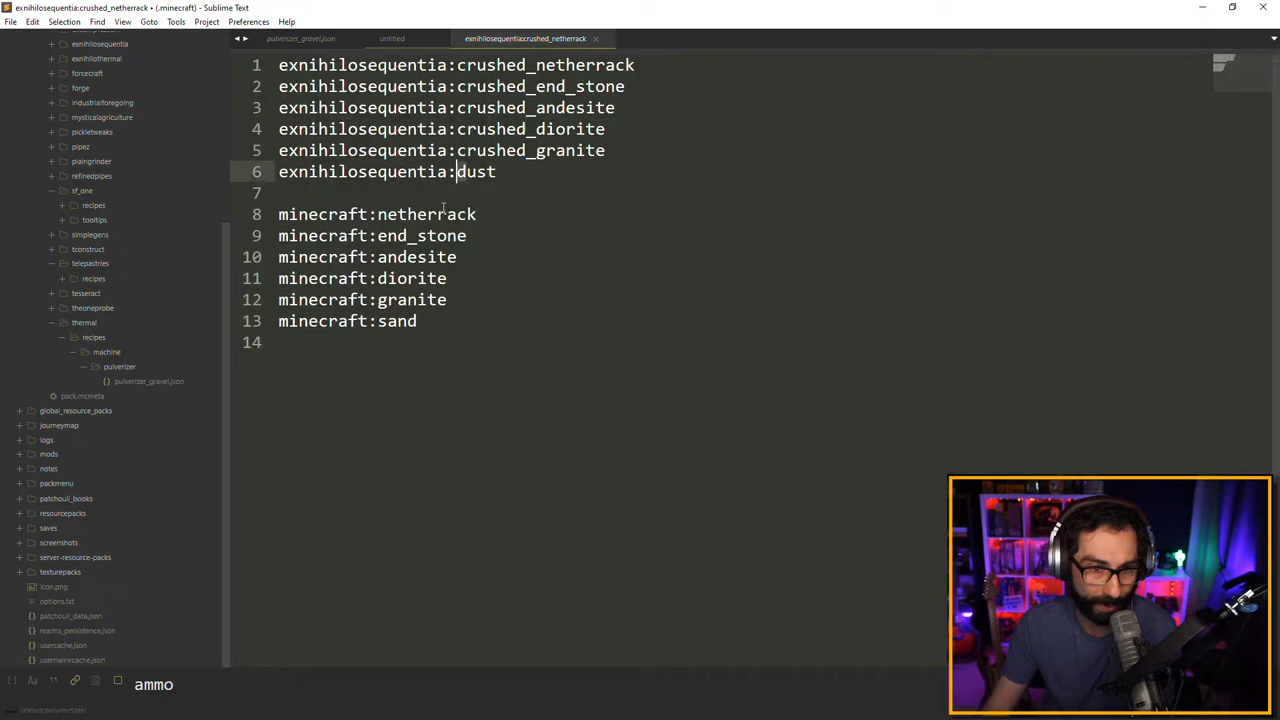 exnihilosequentia:crushed_netherrack • (.minecraft) - Sublime Text
File Edit Selection Find View Goto Tools Project Preferences Help
exnihilosequentia
exnihilothermal
forcecraft
forge
industrialforegoing
mysticalagriculture
pickletweaks
pipez
plaingrinder
refinedpipes
sf_one
recipes
tooltips
simplegens
tconstruct
telepastries
recipes
tesseract
theoneprobe
thermal
recipes
machine
pulverizer
pulverizer_gravel.json
pack.mcmeta
global_resource_packs
journeymap
logs
mods
notes
packmenu
patchouli_books
resourcepacks
saves
screenshots
server-resource-packs
texturepacks
icon.png
options.txt
patchouli_data.json
realms_persistence.json
usercache.json
usernamecache.json
pulverizer_gravel.json untitled exnihilosequentia:crushed_netherrack
1 exnihilosequentia:crushed_netherrack
2 exnihilosequentia:crushed_end_stone
3 exnihilosequentia:crushed_andesite
4 exnihilosequentia:crushed_diorite
5 exnihilosequentia:crushed_granite
6 exnihilosequentia:dust
7
8 minecraft:netherrack
9 minecraft:end_stone
10 minecraft:andesite
11 minecraft:diorite
12 minecraft:granite
13 minecraft:sand
14
ammo